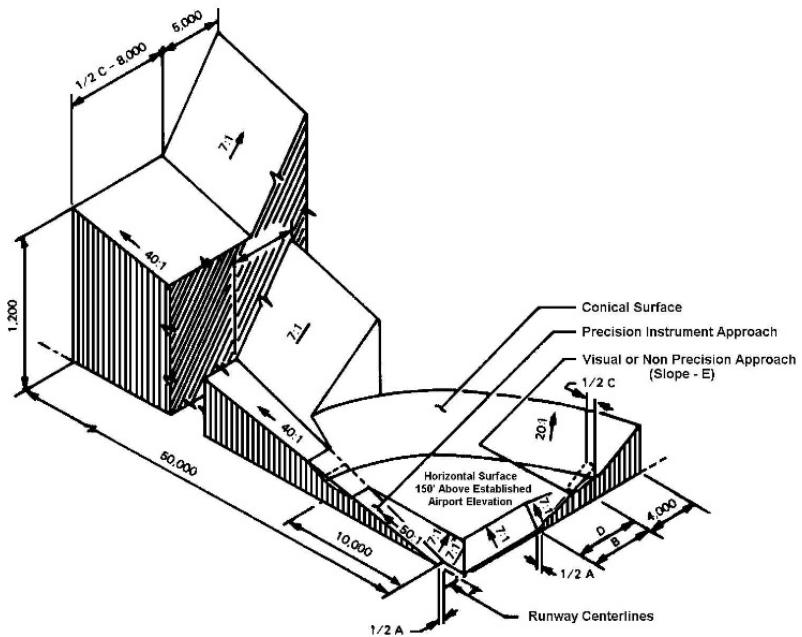 5,000
1/2 C – 8,000
7:1
40:1
1,200
7:1
Conical Surface
Precision Instrument Approach
Visual or Non Precision Approach
(Slope - E)
1/2 C
20:1
40:1
50,000
Horizontal Surface
150' Above Established
Airport Elevation
7:1
4,000
D
B
10,000
50:1
7:1
7:1
7:1
1/2 A
Runway Centerlines
1/2 A